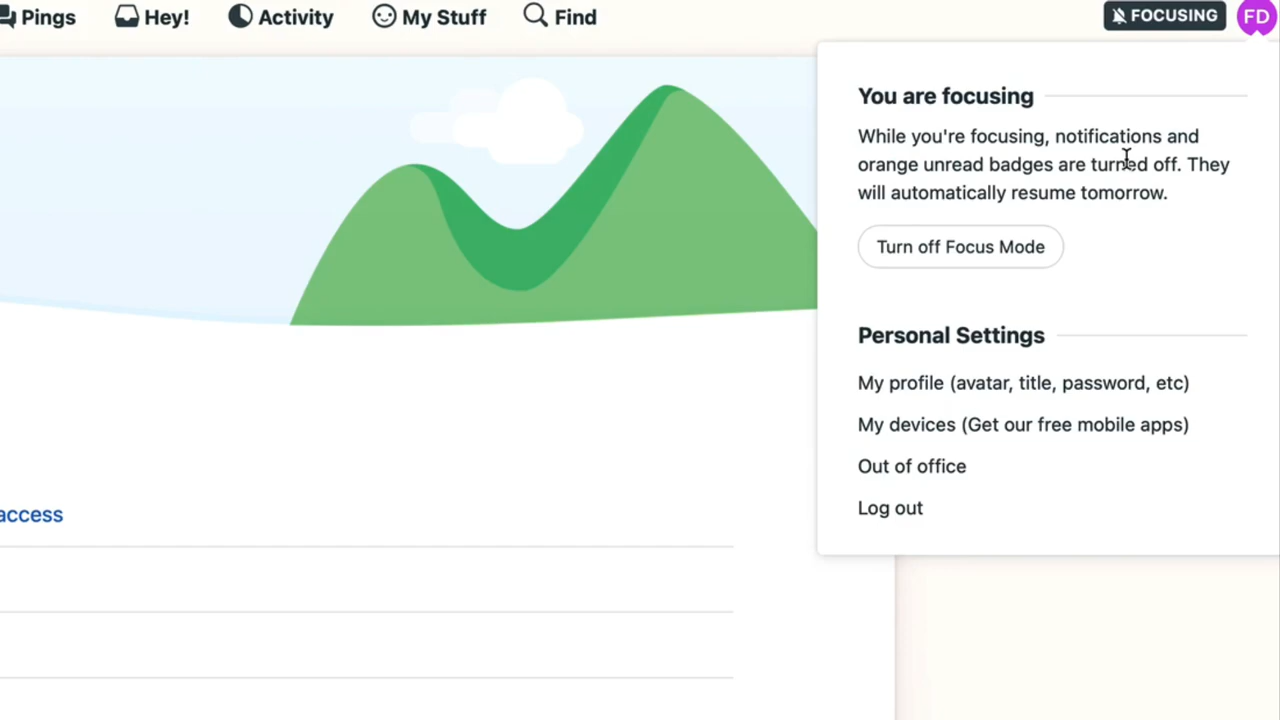 Pings
Hey!
Activity
My Stuff
Find
FOCUSING
FD
You are focusing
While you're focusing, notifications and
orange unread badges are turned off. They
will automatically resume tomorrow.
Turn off Focus Mode
Personal Settings
My profile (avatar, title, password, etc)
My devices (Get our free mobile apps)
Out of office
access
Log out